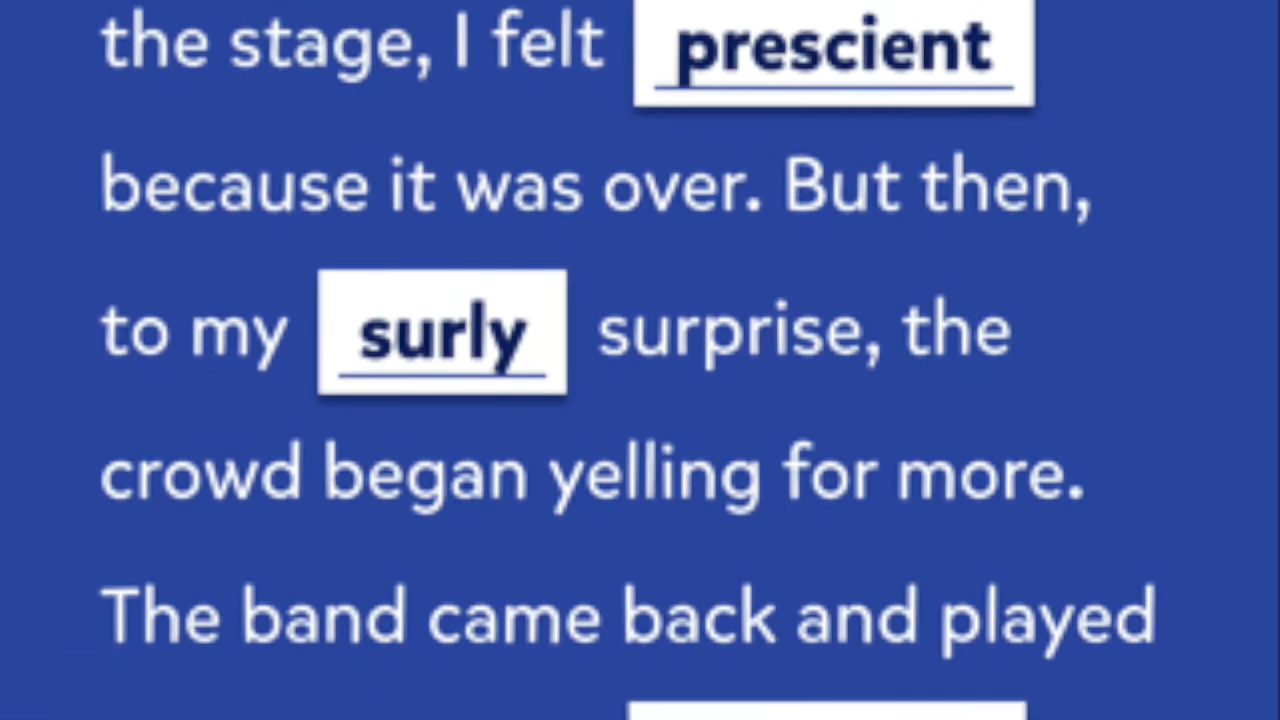 the stage, I felt prescient
because it was over. But then,
to my surly surprise, the
crowd began yelling for more.
The band came back and played